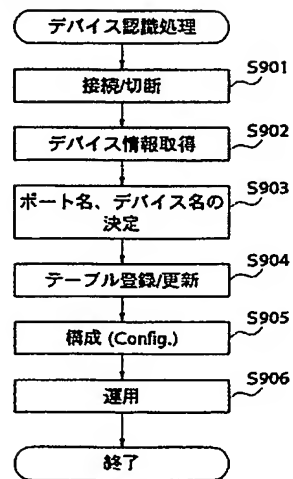 デバイス認識処理
接続/切断
S901
デバイス情報取得
S902
ポート名、デバイス名の
決定
S903
テーブル登録/更新
S904
構成 (Config.)
S905
運用
S906
終了